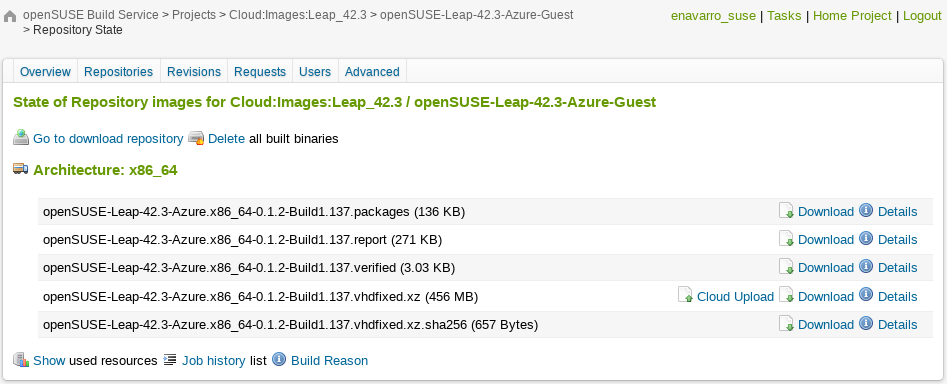 openSUSE Build Service > Projects > Cloud:Images:Leap_42.3 > openSUSE-Leap-42.3-Azure-Guest
> Repository State
enavarro_suse | Tasks | Home Project | Logout
Overview Repositories Revisions Requests Users Advanced
State of Repository images for Cloud:Images:Leap_42.3 / openSUSE-Leap-42.3-Azure-Guest
Go to download repository Delete all built binaries
Architecture: x86_64
openSUSE-Leap-42.3-Azure.x86_64-0.1.2-Build1.137.packages (136 KB) Download Details
openSUSE-Leap-42.3-Azure.x86_64-0.1.2-Build1.137.report (271 KB) Download Details
openSUSE-Leap-42.3-Azure.x86_64-0.1.2-Build1.137.verified (3.03 KB) Download Details
openSUSE-Leap-42.3-Azure.x86_64-0.1.2-Build1.137.vhdfixed.xz (456 MB) Cloud Upload Download Details
openSUSE-Leap-42.3-Azure.x86_64-0.1.2-Build1.137.vhdfixed.xz.sha256 (657 Bytes) Download Details
Show used resources Job history list Build Reason